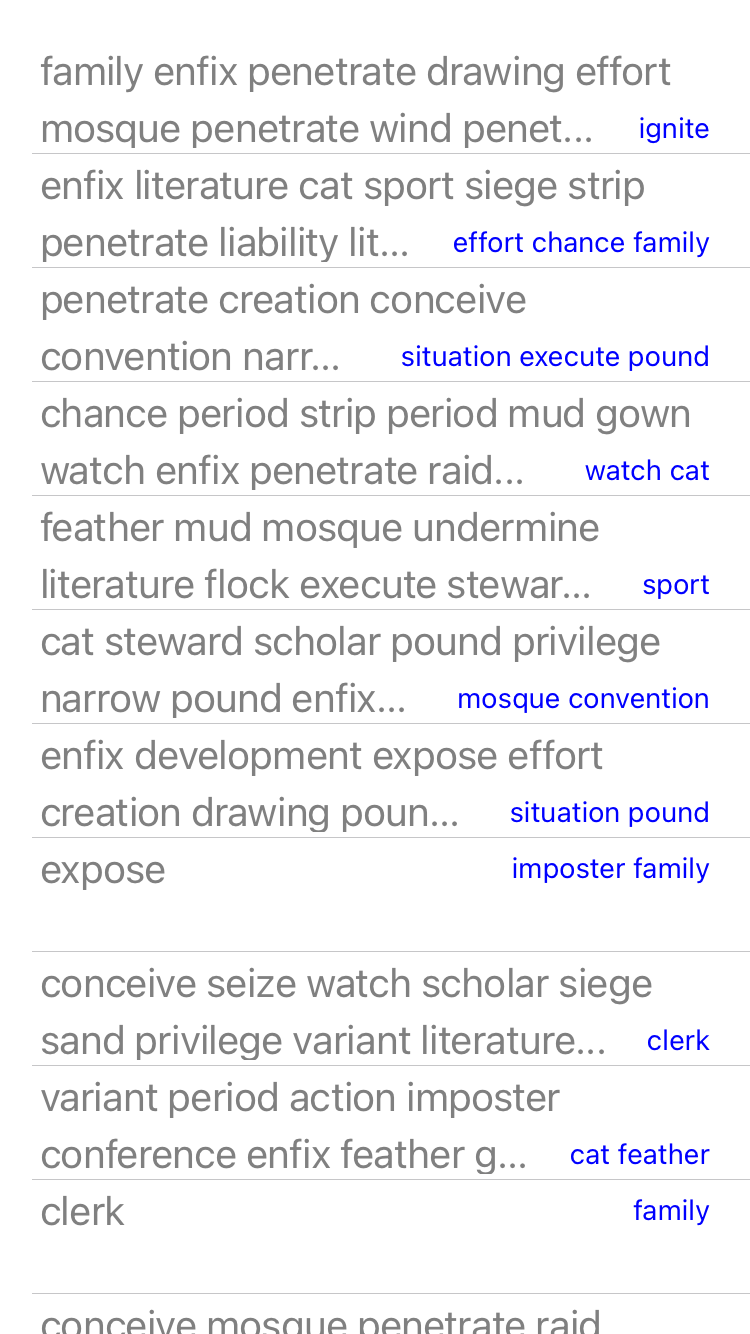 family enfix penetrate drawing effort
mosque penetrate wind penet... ignite
enfix literature cat sport siege strip
penetrate liability lit... effort chance family
penetrate creation conceive
convention narr... situation execute pound
chance period strip period mud gown
watch enfix penetrate raid... watch cat
feather mud mosque undermine
literature flock execute stewar... sport
cat steward scholar pound privilege
narrow pound enfix... mosque convention
enfix development expose effort
creation drawing poun... situation pound
expose imposter family
conceive seize watch scholar siege
sand privilege variant literature... clerk
variant period action imposter
conference enfix feather g... cat feather
clerk family
conceive mosque penetrate raid